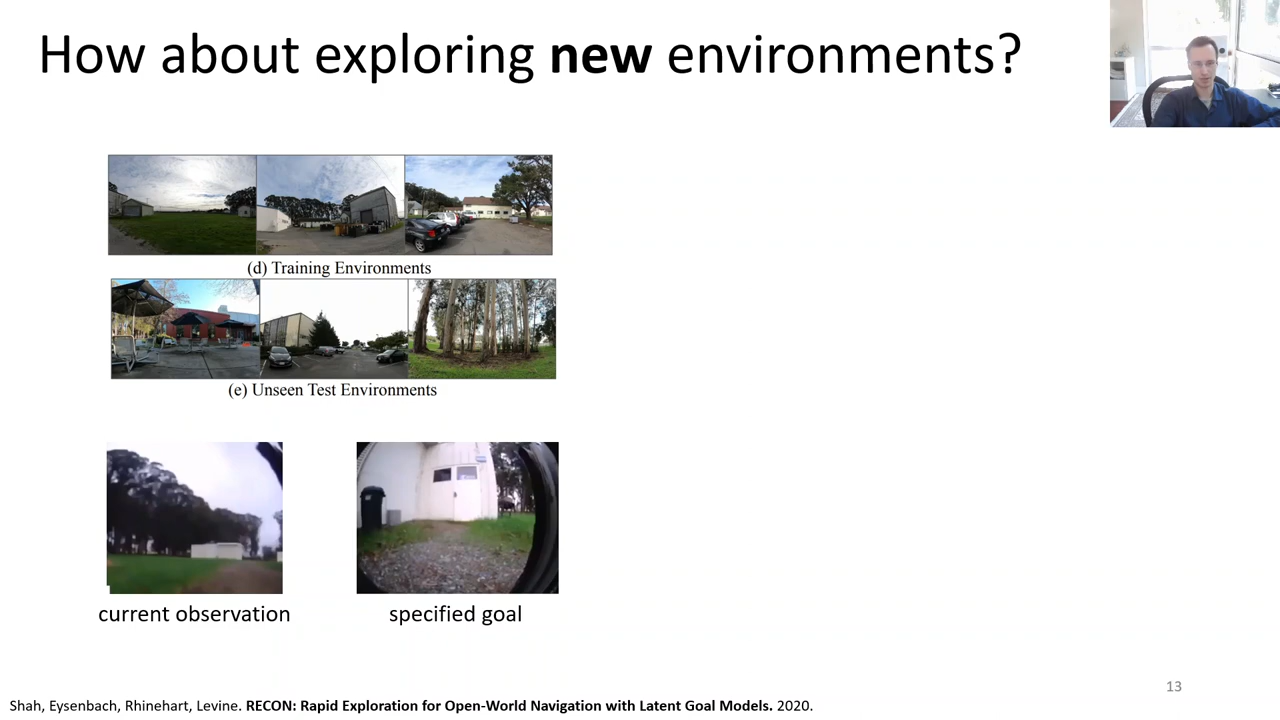 How about exploring new environments?
(d) Training Environments
(e) Unseen Test Environments
current observation
specified goal
13
Shah, Eysenbach, Rhinehart, Levine. RECON: Rapid Exploration for Open-World Navigation with Latent Goal Models. 2020.